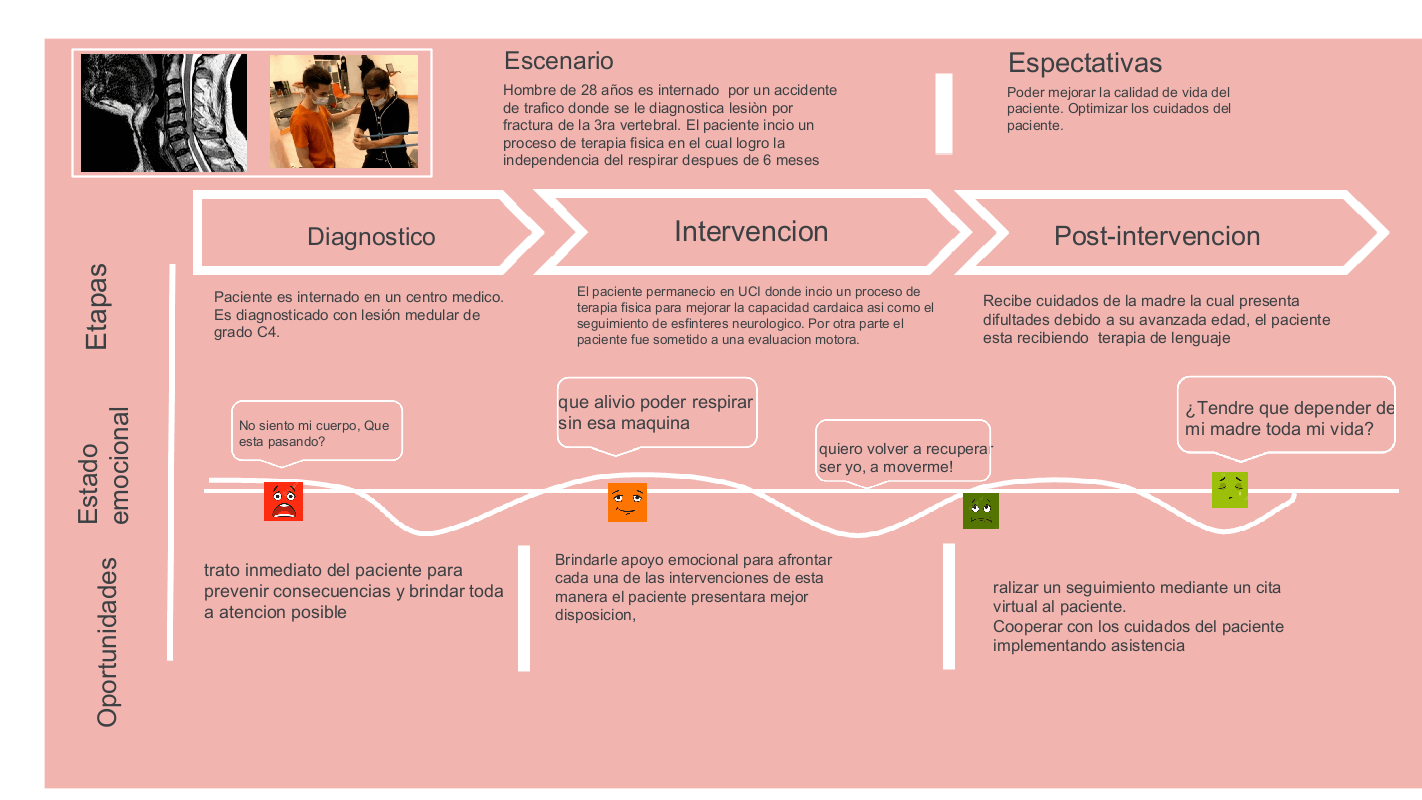 Escenario
Hombre de 28 años es internado  por un accidente
de trafico donde se le diagnostica lesiòn por
fractura de la 3ra vertebral. El paciente incio un
proceso de terapia fisica en el cual logro la
independencia del respirar despues de 6 meses
Espectativas
Poder mejorar la calidad de vida del
paciente. Optimizar los cuidados del
paciente.
Diagnostico
Intervencion
Post-intervencion
Etapas
Paciente es internado en un centro medico.
Es diagnosticado con lesión medular de
grado C4.
El paciente permanecio en UCI donde incio un proceso de
terapia fisica para mejorar la capacidad cardaica asi como el
seguimiento de esfinteres neurologico. Por otra parte el
paciente fue sometido a una evaluacion motora.
Recibe cuidados de la madre la cual presenta
difultades debido a su avanzada edad, el paciente
esta recibiendo  terapia de lenguaje
Estado
emocional
No siento mi cuerpo, Que
esta pasando?
que alivio poder respirar
sin esa maquina
quiero volver a recuperar
ser yo, a moverme!
¿Tendre que depender de
mi madre toda mi vida?
Oportunidades
trato inmediato del paciente para
prevenir consecuencias y brindar toda
a atencion posible
Brindarle apoyo emocional para afrontar
cada una de las intervenciones de esta
manera el paciente presentara mejor
disposicion,
ralizar un seguimiento mediante un cita
virtual al paciente.
Cooperar con los cuidados del paciente
implementando asistencia